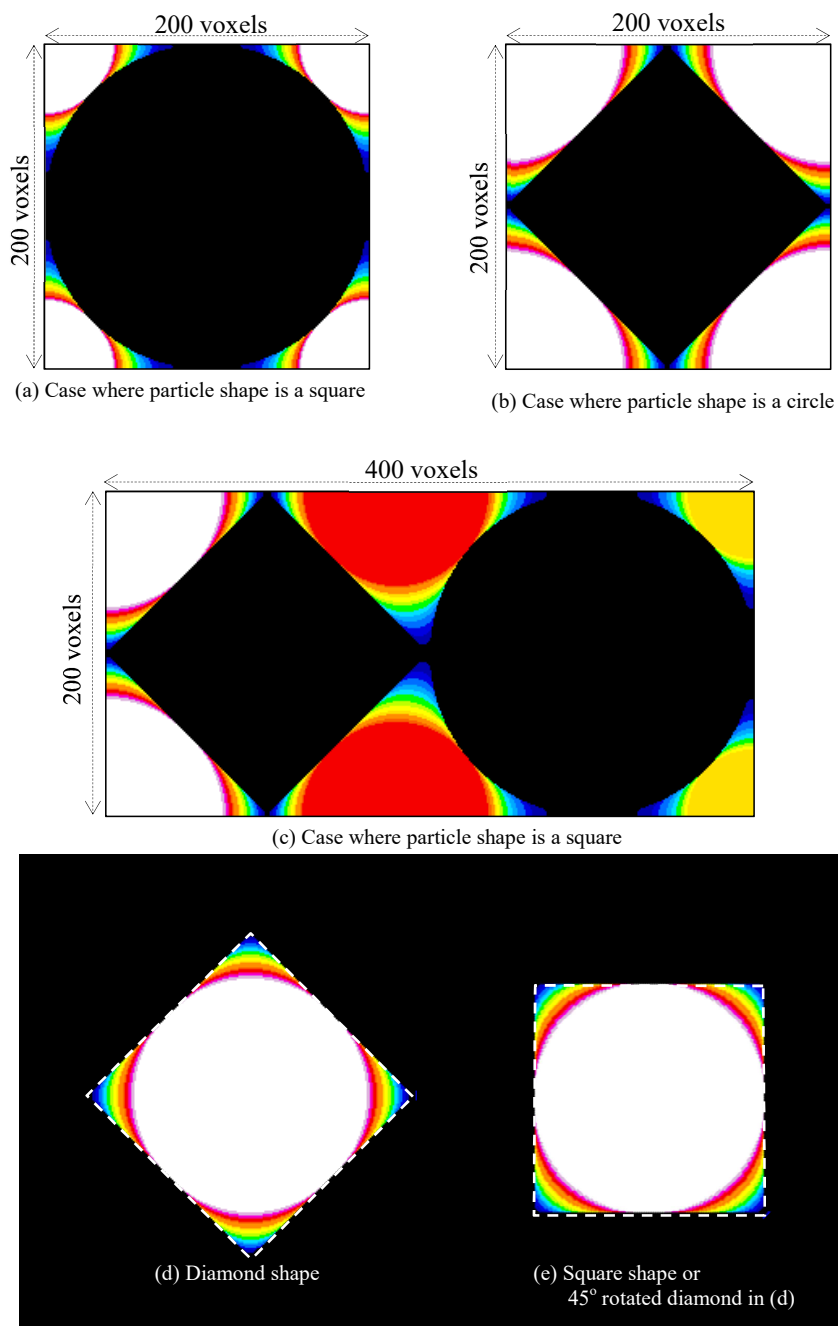 200 voxels
200 voxels
200 voxels
200 voxels
(a) Case where particle shape is a square
(b) Case where particle shape is a circle
400 voxels
200 voxels
(c) Case where particle shape is a square
(d) Diamond shape
(e) Square shape or
45° rotated diamond in (d)